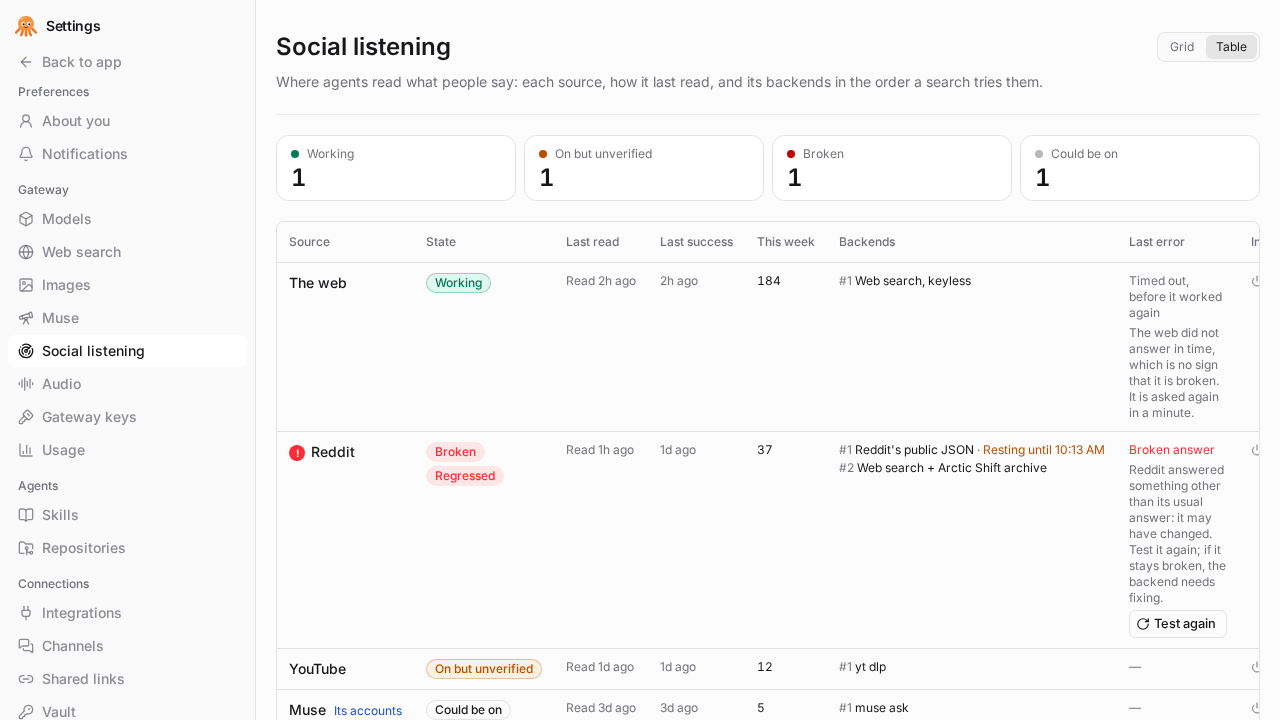 Settings
Back to app
Preferences
About you
Notifications
Gateway
Models
Web search
Images
Muse
Social listening
Audio
Gateway keys
Usage
Agents
Skills
Repositories
Connections
Integrations
Channels
Shared links
Vault
Social listening
Grid Table
Where agents read what people say: each source, how it last read, and its backends in the order a search tries them.
Working
1
On but unverified
1
Broken
1
Could be on
1
Source State Last read Last success This week Backends Last error
The web Working Read 2h ago 2h ago 184 #1 Web search, keyless
Timed out,
before it worked
again
The web did not
answer in time,
which is no sign
that it is broken.
It is asked again
in a minute.
! Reddit Broken Read 1h ago 1d ago 37 #1 Reddit's public JSON · Resting until 10:13 AM Broken answer
Regressed #2 Web search + Arctic Shift archive
Reddit answered
something other
than its usual
answer: it may
have changed.
Test it again; if it
stays broken, the
backend needs
fixing.
Test again
YouTube On but unverified Read 1d ago 1d ago 12 #1 yt dlp —
Muse Its accounts Could be on Read 3d ago 3d ago 5 #1 muse ask —